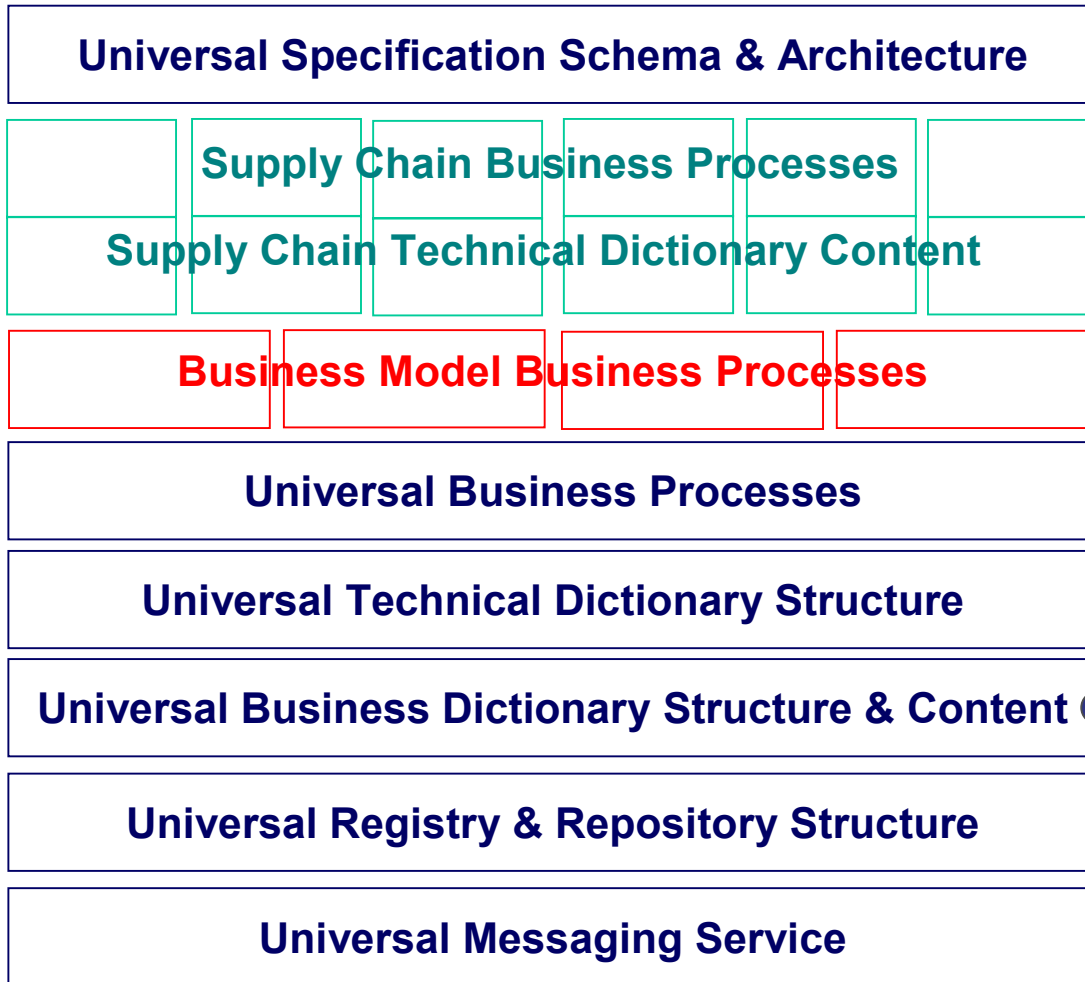 Universal Specification Schema & Architecture
Supply Chain Business Processes
Supply Chain Technical Dictionary Content
Business Model Business Processes
Universal Business Processes
Universal Technical Dictionary Structure
Universal Business Dictionary Structure & Content
Universal Registry & Repository Structure
Universal Messaging Service